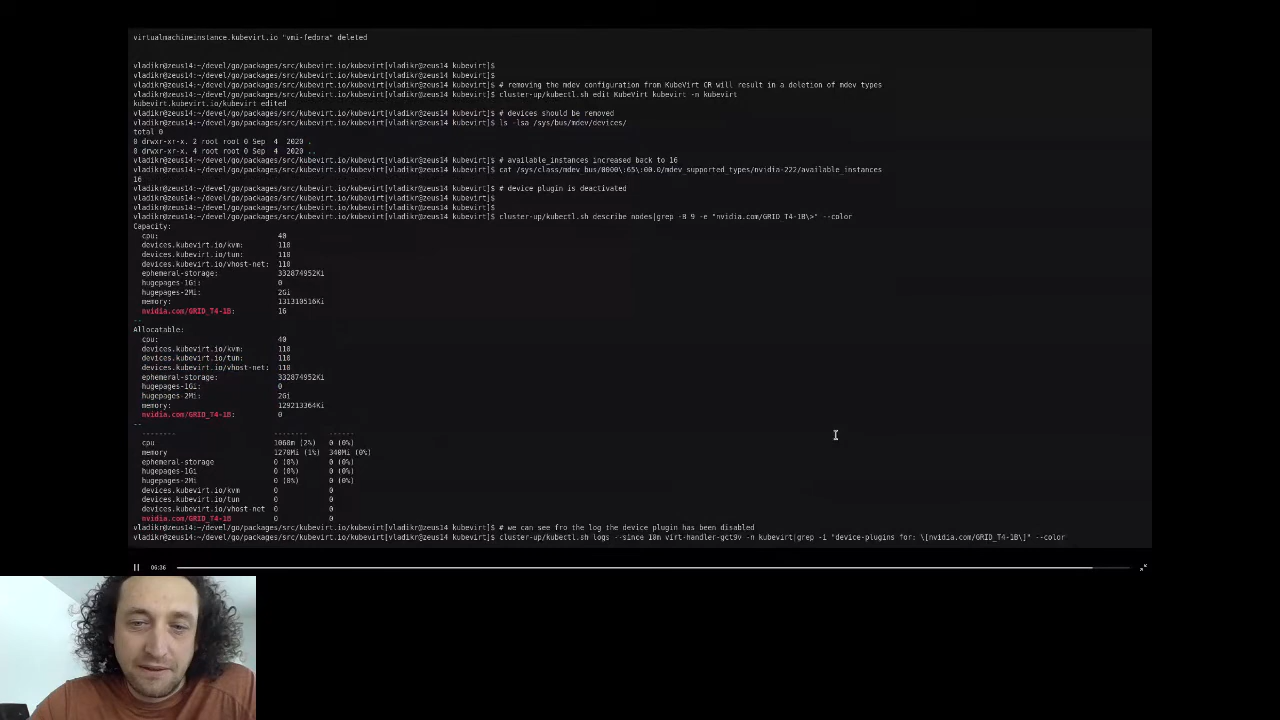 virtualmachineinstance.kubevirt.io "vmi-fedora" deleted
vladikr@zeus14:~/devel/go/packages/src/kubevirt.io/kubevirt[vladikr@zeus14 kubevirt]$
vladikr@zeus14:~/devel/go/packages/src/kubevirt.io/kubevirt[vladikr@zeus14 kubevirt]$
vladikr@zeus14:~/devel/go/packages/src/kubevirt.io/kubevirt[vladikr@zeus14 kubevirt]$ # removing the mdev configuration from KubeVirt CR will result in a deletion of mdev types
vladikr@zeus14:~/devel/go/packages/src/kubevirt.io/kubevirt[vladikr@zeus14 kubevirt]$ cluster-up/kubectl.sh edit KubeVirt kubevirt -n kubevirt
kubevirt.kubevirt.io/kubevirt edited
vladikr@zeus14:~/devel/go/packages/src/kubevirt.io/kubevirt[vladikr@zeus14 kubevirt]$ # devices should be removed
vladikr@zeus14:~/devel/go/packages/src/kubevirt.io/kubevirt[vladikr@zeus14 kubevirt]$ ls -lsa /sys/bus/mdev/devices/
total 0
0 drwxr-xr-x. 2 root root 0 Sep  4  2020 .
0 drwxr-xr-x. 4 root root 0 Sep  4  2020 ..
vladikr@zeus14:~/devel/go/packages/src/kubevirt.io/kubevirt[vladikr@zeus14 kubevirt]$ # available_instances increased back to 16
vladikr@zeus14:~/devel/go/packages/src/kubevirt.io/kubevirt[vladikr@zeus14 kubevirt]$ cat /sys/class/mdev_bus/0000\:65\:00.0/mdev_supported_types/nvidia-222/available_instances
16
vladikr@zeus14:~/devel/go/packages/src/kubevirt.io/kubevirt[vladikr@zeus14 kubevirt]$ # device plugin is deactivated
vladikr@zeus14:~/devel/go/packages/src/kubevirt.io/kubevirt[vladikr@zeus14 kubevirt]$
vladikr@zeus14:~/devel/go/packages/src/kubevirt.io/kubevirt[vladikr@zeus14 kubevirt]$
vladikr@zeus14:~/devel/go/packages/src/kubevirt.io/kubevirt[vladikr@zeus14 kubevirt]$ cluster-up/kubectl.sh describe nodes|grep -B 9 -e "nvidia.com/GRID_T4-1B\>" --color
Capacity:
cpu: 40
devices.kubevirt.io/kvm: 110
devices.kubevirt.io/tun: 110
devices.kubevirt.io/vhost-net: 110
ephemeral-storage: 332874952Ki
hugepages-1Gi: 0
hugepages-2Mi: 2Gi
memory: 131310516Ki
nvidia.com/GRID_T4-1B: 16
--
Allocatable:
cpu: 40
devices.kubevirt.io/kvm: 110
devices.kubevirt.io/tun: 110
devices.kubevirt.io/vhost-net: 110
ephemeral-storage: 332874952Ki
hugepages-1Gi: 0
hugepages-2Mi: 2Gi
memory: 129213364Ki
nvidia.com/GRID_T4-1B: 0
--
-------- -------- ------
cpu 1060m (2%) 0 (0%)
memory 1270Mi (1%) 340Mi (0%)
ephemeral-storage 0 (0%) 0 (0%)
hugepages-1Gi 0 (0%) 0 (0%)
hugepages-2Mi 0 (0%) 0 (0%)
devices.kubevirt.io/kvm 0 0
devices.kubevirt.io/tun 0 0
devices.kubevirt.io/vhost-net 0 0
nvidia.com/GRID_T4-1B 0 0
vladikr@zeus14:~/devel/go/packages/src/kubevirt.io/kubevirt[vladikr@zeus14 kubevirt]$ # we can see fro the log the device plugin has been disabled
vladikr@zeus14:~/devel/go/packages/src/kubevirt.io/kubevirt[vladikr@zeus14 kubevirt]$ cluster-up/kubectl.sh logs --since 10m virt-handler-gct9v -n kubevirt|grep -i "device-plugins for: \[nvidia.com/GRID_T4-1B\]" --color
06:36